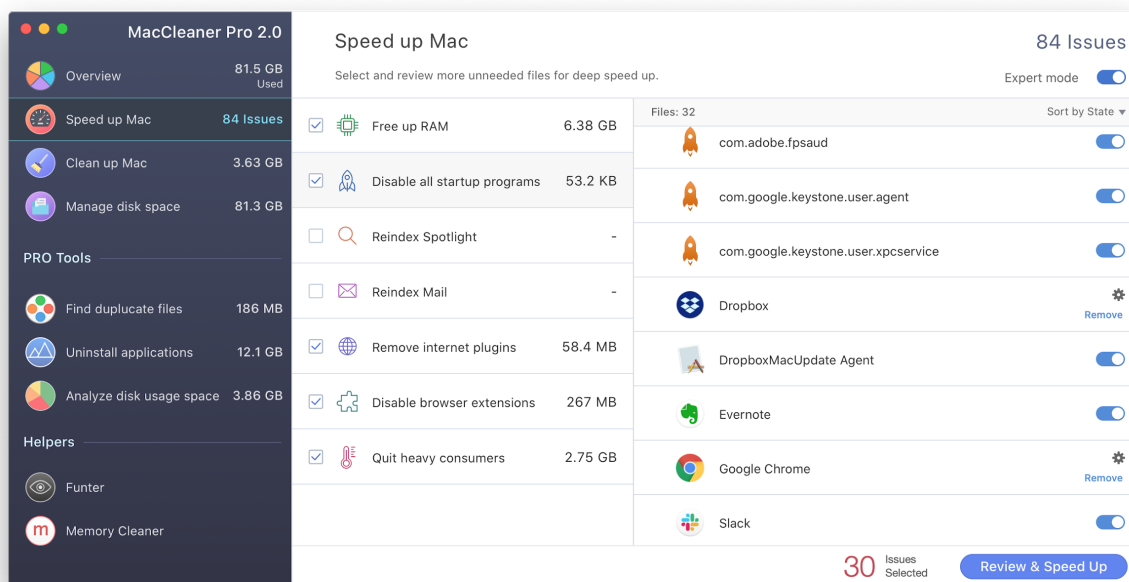 MacCleaner Pro 2.0
Overview 81.5 GB
Used
Speed up Mac 84 Issues
Clean up Mac 3.63 GB
Manage disk space 81.3 GB
PRO Tools
Find duplucate files 186 MB
Uninstall applications 12.1 GB
Analyze disk usage space 3.86 GB
Helpers
Funter
m Memory Cleaner
Speed up Mac 84 Issues
Select and review more unneeded files for deep speed up. Expert mode
Free up RAM 6.38 GB
Disable all startup programs 53.2 KB
Reindex Spotlight -
Reindex Mail -
Remove internet plugins 58.4 MB
Disable browser extensions 267 MB
Quit heavy consumers 2.75 GB
Files: 32 Sort by State
com.adobe.fpsaud
com.google.keystone.user.agent
com.google.keystone.user.xpcservice
Dropbox
Remove
DropboxMacUpdate Agent
Evernote
Google Chrome
Remove
Slack
30 Issues
Selected
Review & Speed Up